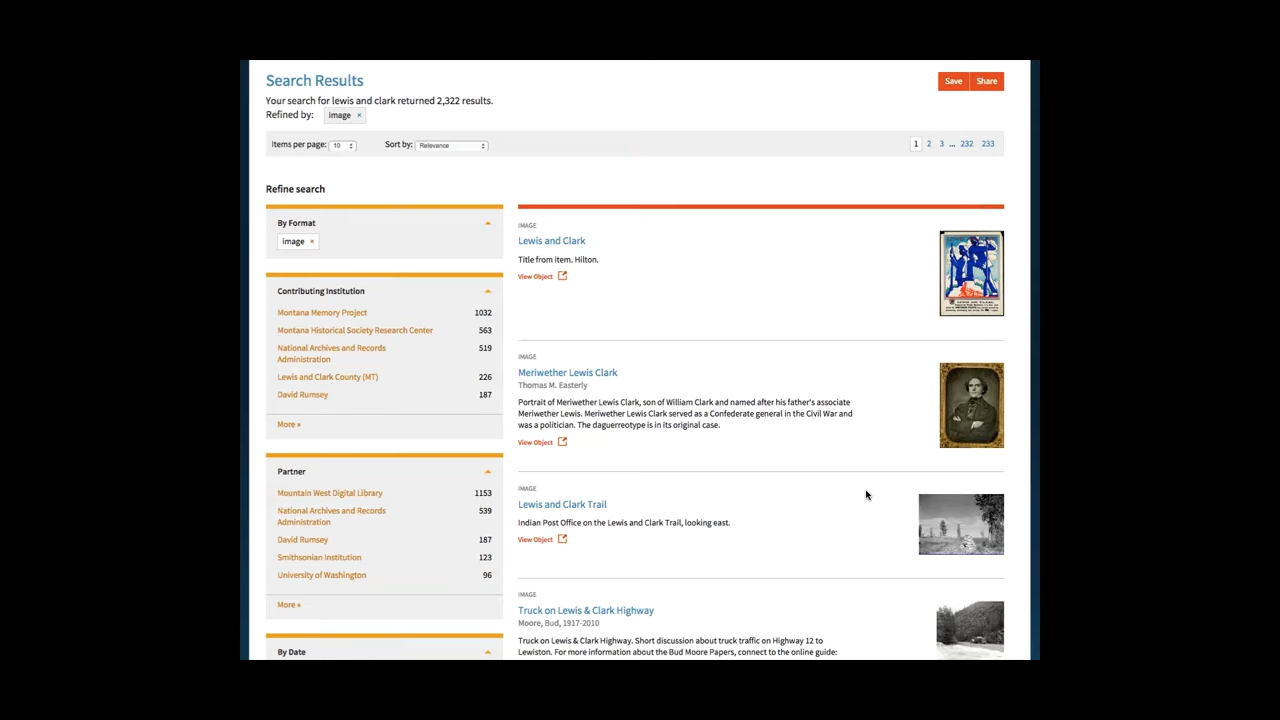 Search Results
Save Share
Your search for lewis and clark returned 2,322 results.
Refined by: image ×
Items per page: 10 Sort by: Relevance 1 2 3 ... 232 233
Refine search
By Format
image ×
Contributing Institution
Montana Memory Project 1032
Montana Historical Society Research Center 563
National Archives and Records
Administration 519
Lewis and Clark County (MT) 226
David Rumsey 187
More »
Partner
Mountain West Digital Library 1153
National Archives and Records
Administration 539
David Rumsey 187
Smithsonian Institution 123
University of Washington 96
More »
By Date
IMAGE
Lewis and Clark
Title from item. Hilton.
View Object
IMAGE
Meriwether Lewis Clark
Thomas M. Easterly
Portrait of Meriwether Lewis Clark, son of William Clark and named after his father's associate
Meriwether Lewis. Meriwether Lewis Clark served as a Confederate general in the Civil War and
was a politician. The daguerreotype is in its original case.
View Object
IMAGE
Lewis and Clark Trail
Indian Post Office on the Lewis and Clark Trail, looking east.
View Object
IMAGE
Truck on Lewis & Clark Highway
Moore, Bud, 1917-2010
Truck on Lewis & Clark Highway. Short discussion about truck traffic on Highway 12 to
Lewiston. For more information about the Bud Moore Papers, connect to the online guide: